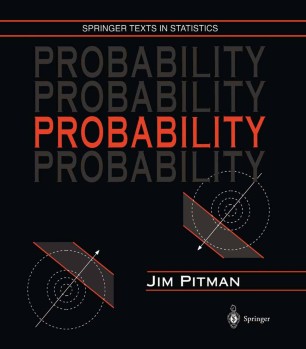 SPRINGER TEXTS IN STATISTICS
PROBABILITY
PROBABILITY
PROBABILITY
PROBABILITY
JIM PITMAN
Springer